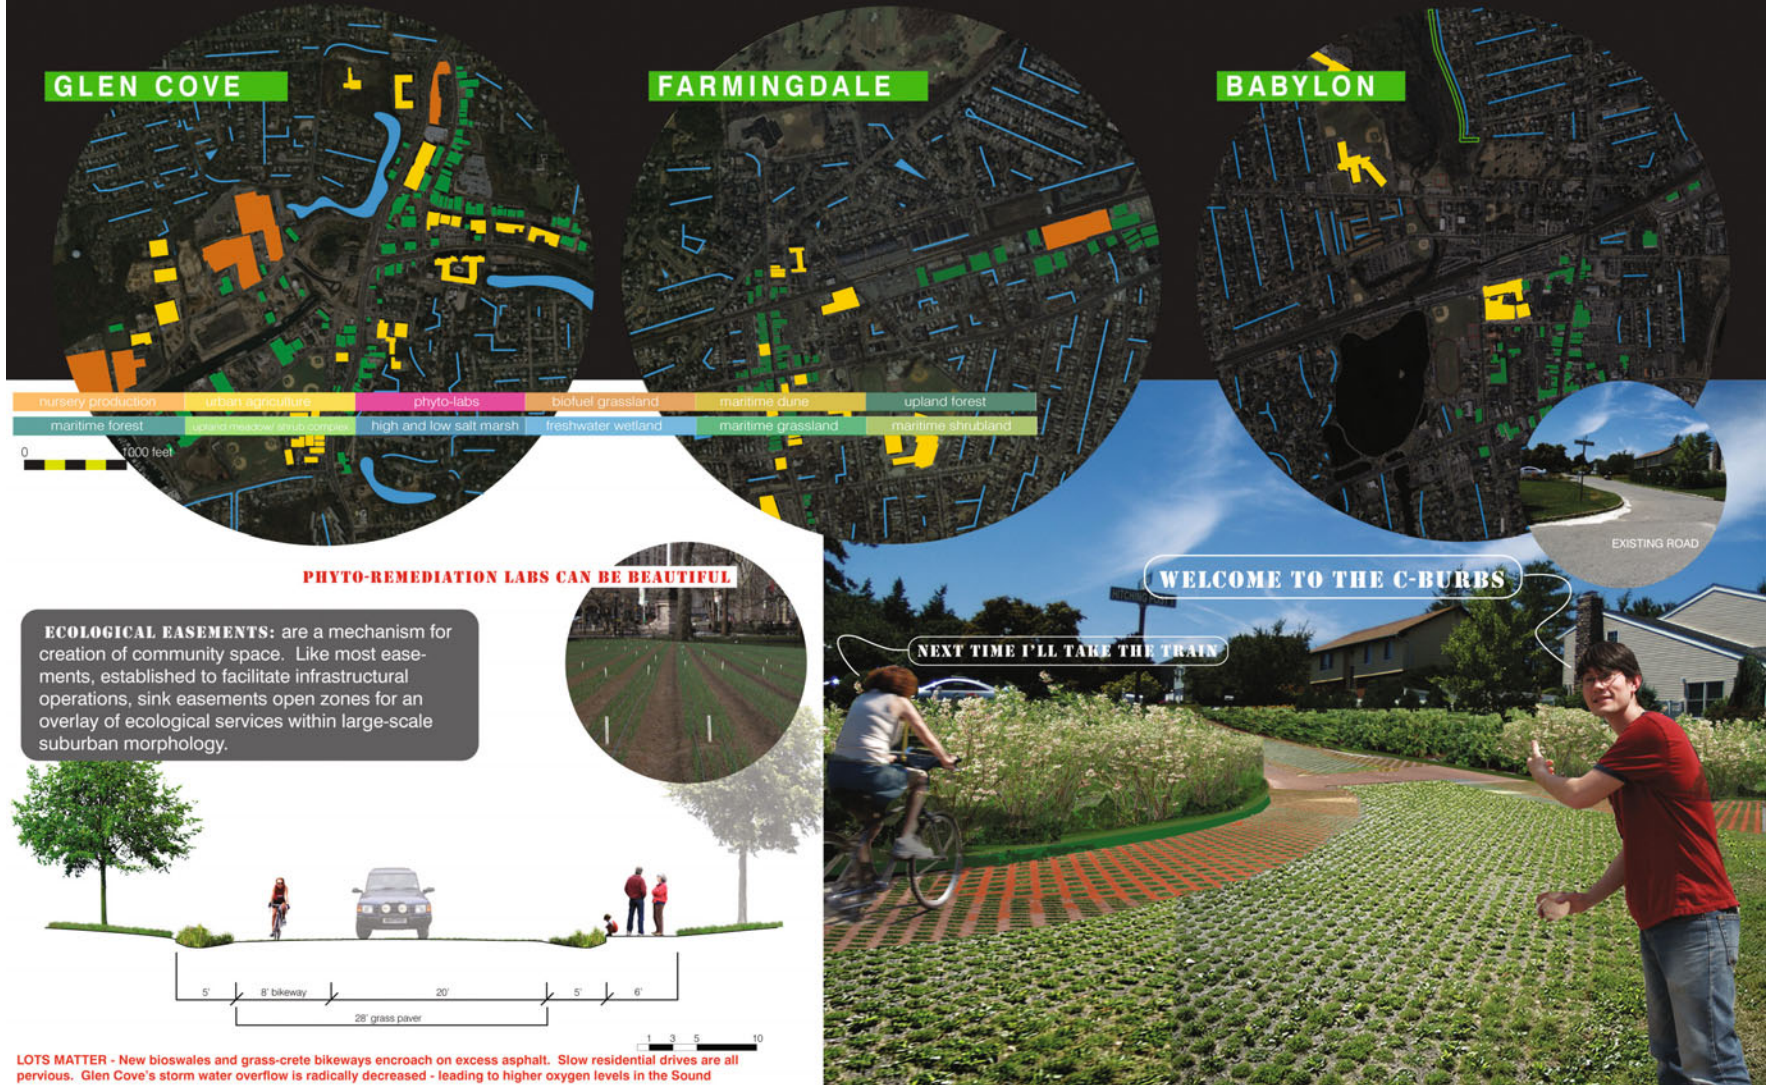 GLEN COVE
FARMINGDALE
BABYLON
nursery production
urban agriculture
phyto-labs
biofuel grassland
maritime dune
upland forest
maritime forest
upland meadow/ shrub complex
high and low salt marsh
freshwater wetland
maritime grassland
maritime shrubland
0
1000 feet
EXISTING ROAD
PHYTO-REMEDIATION LABS CAN BE BEAUTIFUL
WELCOME TO THE C-BURBS
NEXT TIME I'LL TAKE THE TRAIN
ECOLOGICAL EASEMENTS: are a mechanism for
creation of community space. Like most ease-
ments, established to facilitate infrastructural
operations, sink easements open zones for an
overlay of ecological services within large-scale
suburban morphology.
5'
8' bikeway
20'
5'
6'
28' grass paver
1 3 5 10
LOTS MATTER - New bioswales and grass-crete bikeways encroach on excess asphalt. Slow residential drives are all
pervious. Glen Cove's storm water overflow is radically decreased - leading to higher oxygen levels in the Sound